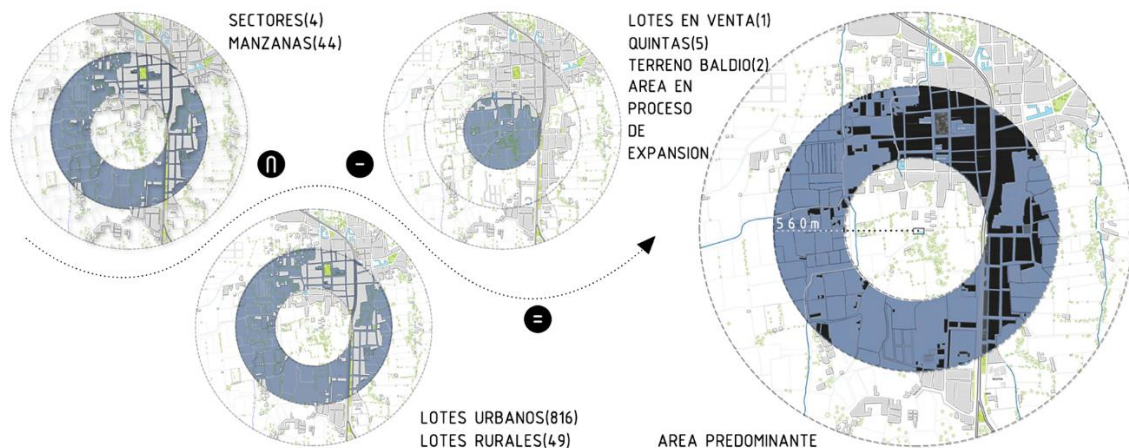 SECTORES(4)
MANZANAS(44)
LOTES EN VENTA(1)
QUINTAS(5)
TERRENO BALDIO(2)
AREA EN
PROCESO
DE
EXPANSION
∩
-
560m
=
LOTES URBANOS(816)
LOTES RURALES(49)
AREA PREDOMINANTE